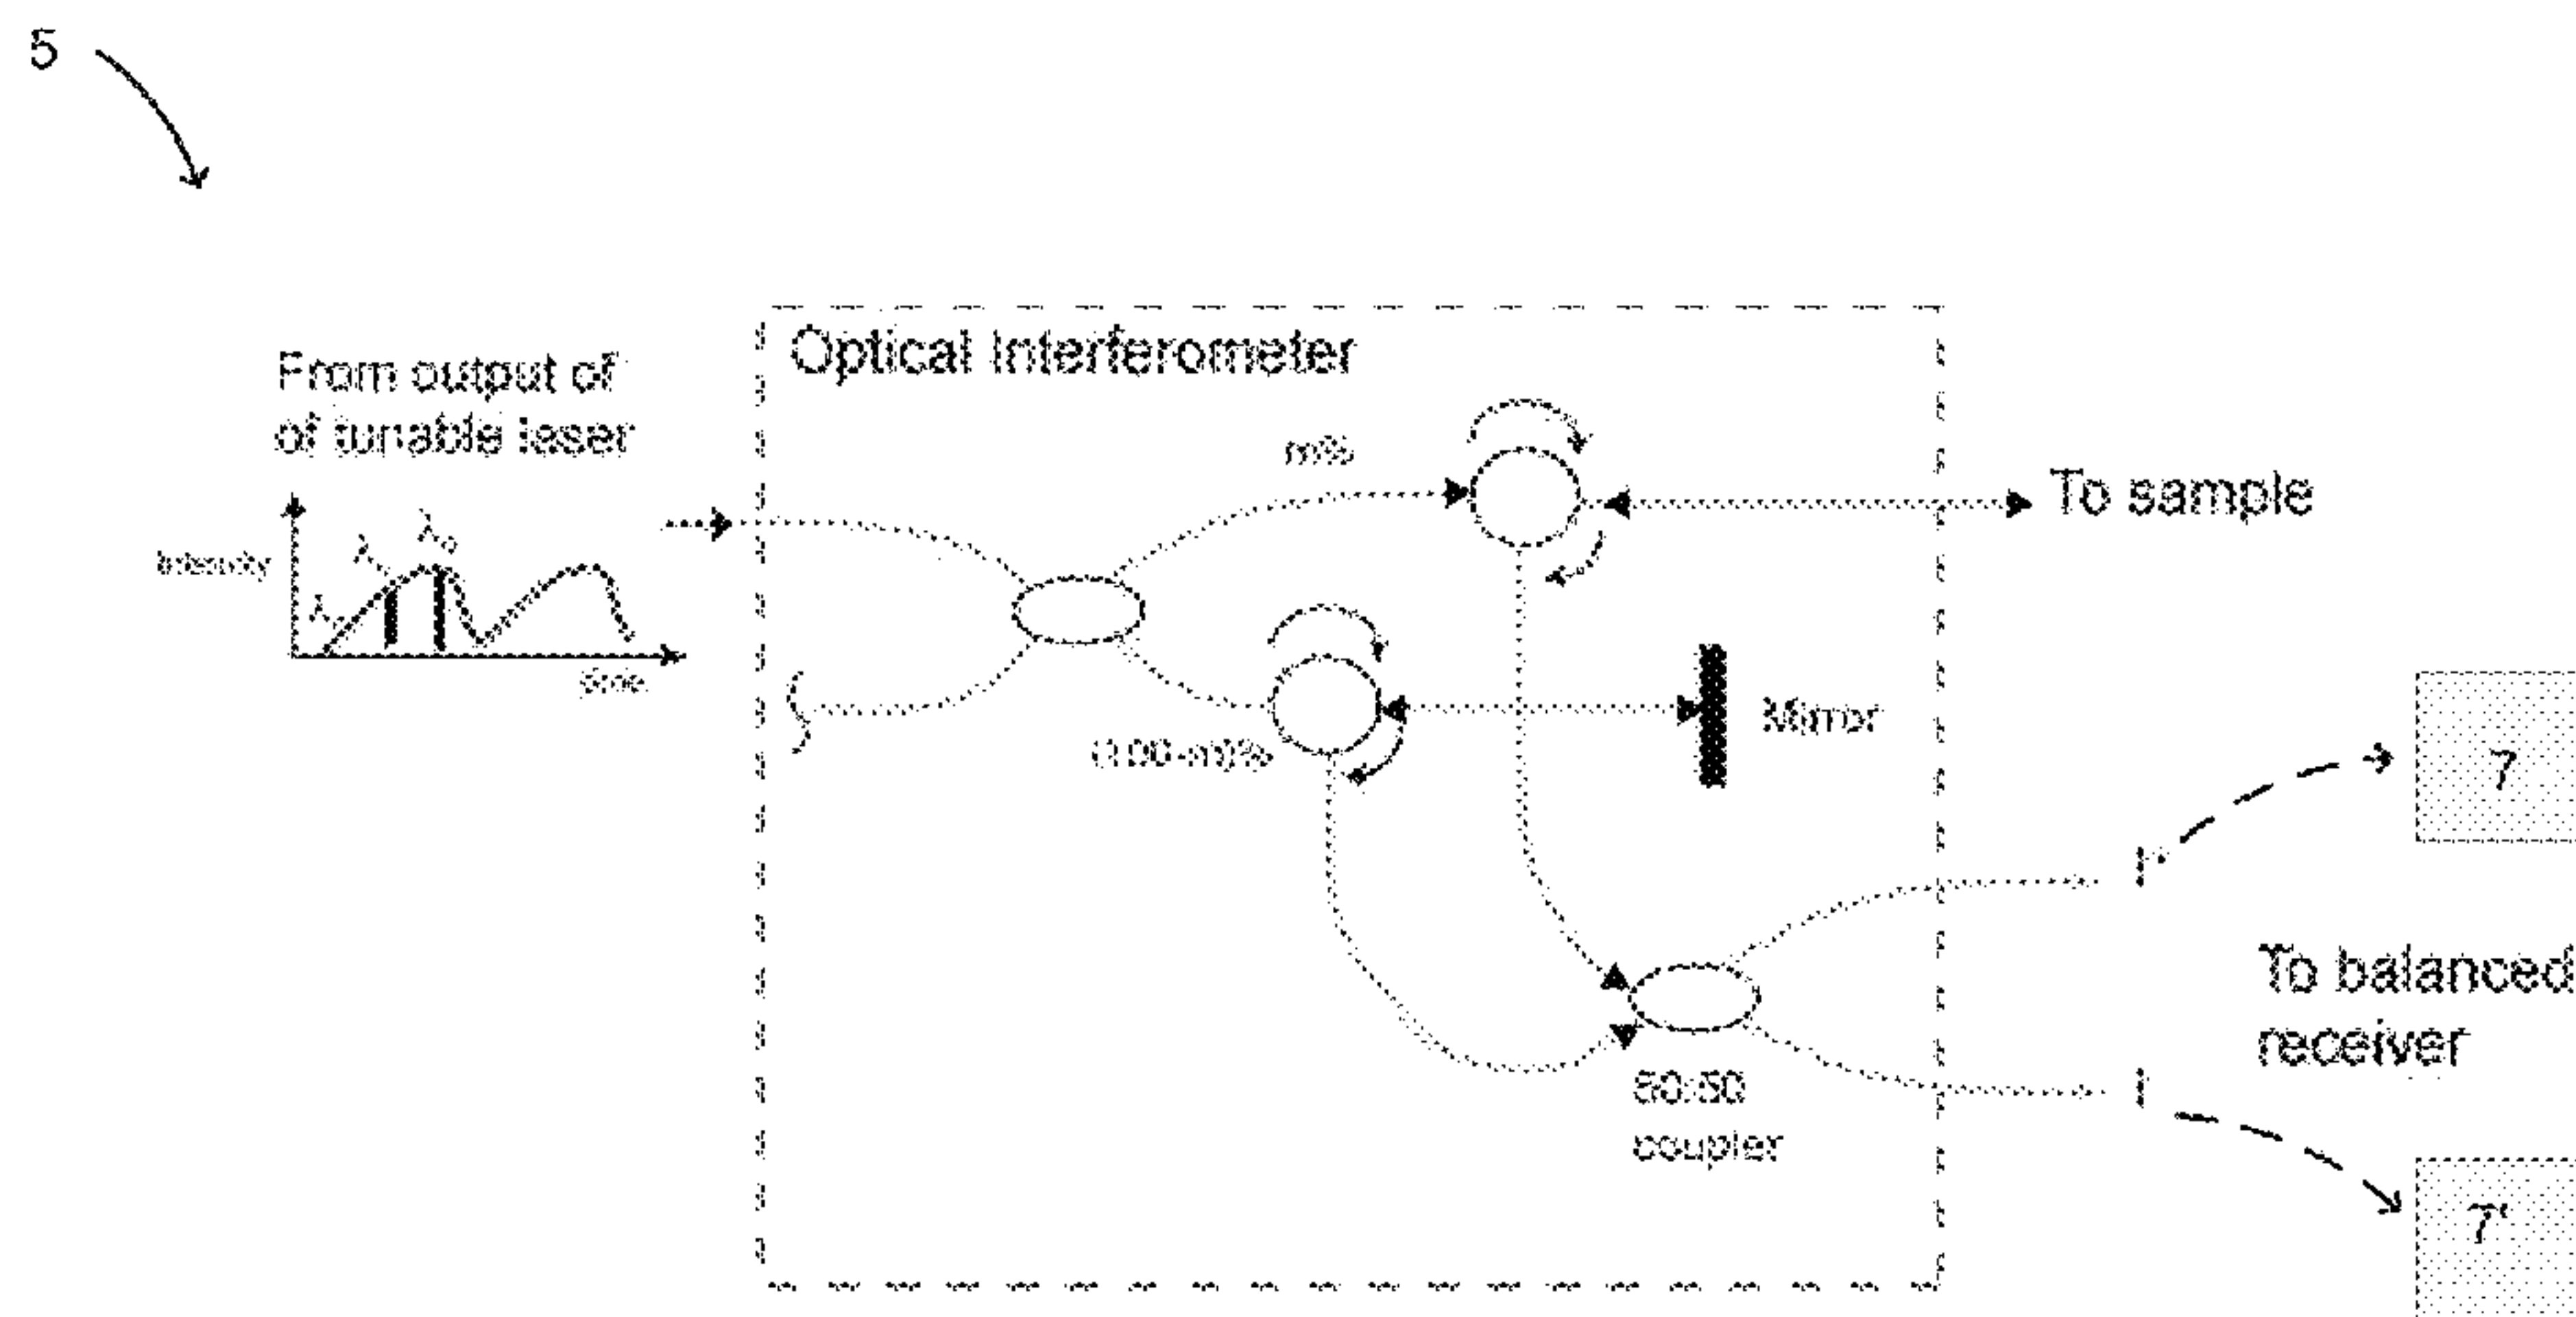 5
Optical Interferometer
From output of
of tunable laser
m%
To sample
Intensity
λ
λ
λ
Mirror
(100-m)%
7
To balanced
receiver
50:50
coupler
7'